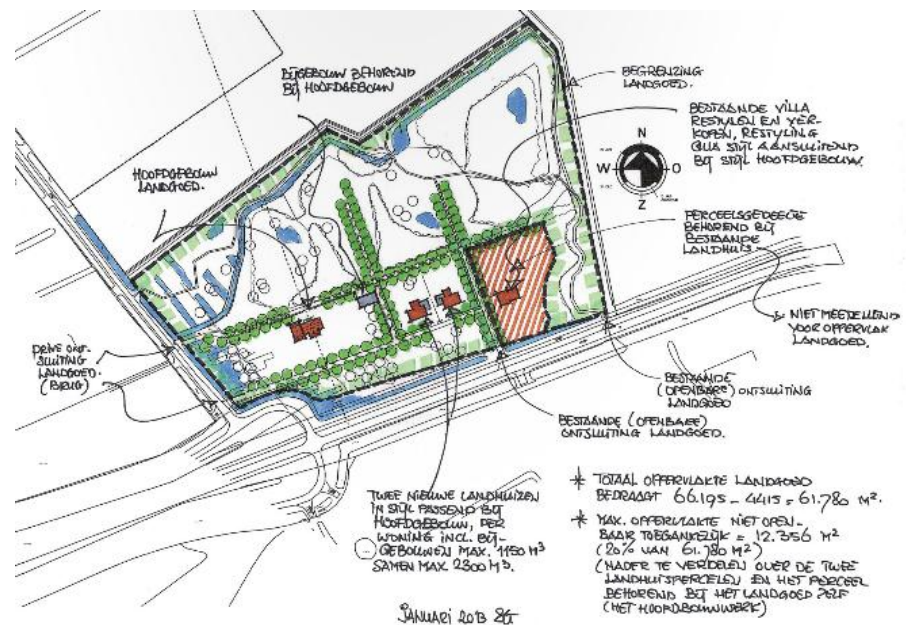 BIJGEBOUW BEHOREND
BIJ HOOFDGEBOUW
BEGRENZING
LANDGOED.
BESTAANDE VILLA
RESTYLEN EN VER-
KOPEN, RESTYLING
QUA STIJL AANSLUITEND
BIJ STIJL HOOFDGEBOUW.
HOOFDGEBOUW
LANDGOED.
N
W
O
Z
PERCEELSGEDEELTE
BEHOREND BIJ
BESTAANDE
LANDHUIS
NIET MEETELLEND
VOOR OPPERVLAK
LANDGOED.
DRIVE ONT-
SLUITING
LANDGOED.
(BRUG)
BESTAANDE
(OPENBARE) ONTSLUITING
LANDGOED
BESTAANDE (OPENBARE)
ONTSLUITING LANDGOED.
TWEE NIEUWE LANDHUIZEN
IN STIJL PASSEND BIJ
HOOFDGEBOUW, PER
WONING INCL. BIJ-
GEBOUWEN MAX. 1150 M³
SAMEN MAX. 2300 M³.
* TOTAAL OPPERVLAKTE LANDGOED
BEDRAAGT 66.195 - 4415 = 61.780 M².
* MAX. OPPERVLAKTE NIET OPEN-
BAAR TOEGANKELIJK = 12.356 M²
(20% VAN 61.780 M²)
(NADER TE VERDELEN OVER DE TWEE
LANDHUISPERCELEN EN HET PERCEEL
BEHOREND BIJ HET LANDGOED ZELF
(HET HOOFDBOUWWERK)
JANUARI 2013